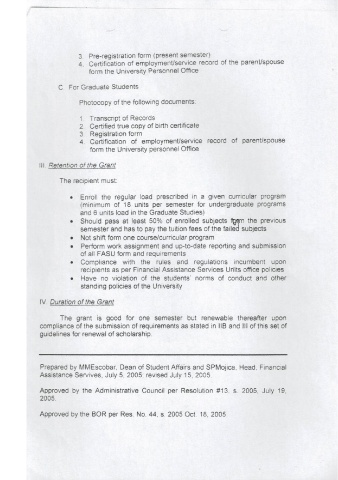 3. Pre-registration form (present semester)
4. Certification of employment/service record of the parent/spouse
form the University Personnel Office
C. For Graduate Students
Photocopy of the following documents.
1. Transcript of Records
2. Certified true copy of birth certificate
3. Registration form
4. Certification of employment/service record of parent/spouse
form the University personnel Office
III. Retention of the Grant
The recipient must:
• Enroll the regular load prescribed in a given curricular program
(minimum of 18 units per semester for undergraduate programs
and 6 units load in the Graduate Studies)
• Should pass at least 50% of enrolled subjects from the previous
semester and has to pay the tuition fees of the failed subjects
• Not shift form one course/curricular program
• Perform work assignment and up-to-date reporting and submission
of all FASU form and requirements
• Compliance with the rules and regulations incumbent upon
recipients as per Financial Assistance Services Units office policies
• Have no violation of the students' norms of conduct and other
standing policies of the University
IV. Duration of the Grant
The grant is good for one semester but renewable thereafter upon
compliance of the submission of requirements as stated in IIB and III of this set of
guidelines for renewal of scholarship.
Prepared by MMEscobar, Dean of Student Affairs and SPMojica, Head, Financial
Assistance Servives, July 5, 2005. revised July 15, 2005.
Approved by the Administrative Council per Resolution #13, s. 2005, July 19,
2005.
Approved by the BOR per Res. No. 44, s. 2005 Oct. 18, 2005